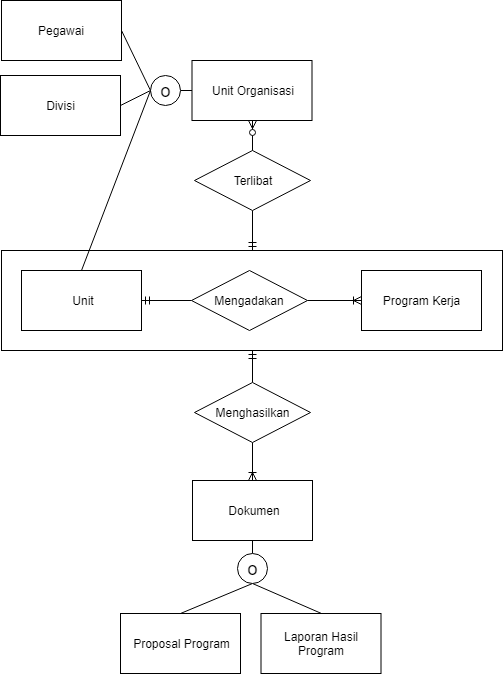 Pegawai
Divisi
O
Unit Organisasi
Terlibat
Unit
Mengadakan
Program Kerja
Menghasilkan
Dokumen
O
Proposal Program
Laporan Hasil
Program